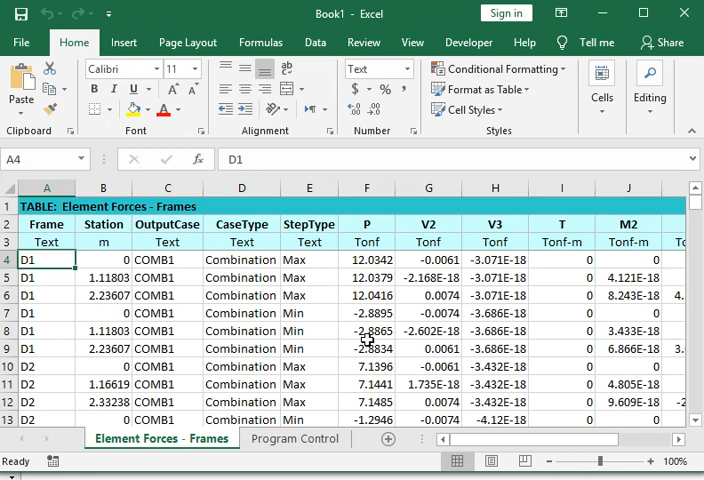 Book1 - Excel
Sign in
File Home Insert Page Layout Formulas Data Review View Developer Help Tell me Share
Paste
Calibri 11
B I U
A A
ab
Text
$ % ,
Conditional Formatting
Format as Table
Cell Styles
Cells
Editing
Clipboard Font Alignment Number Styles
A4 fx D1
A B C D E F G H I J
1 TABLE: Element Forces - Frames
2 Frame Station OutputCase CaseType StepType P V2 V3 T M2
3 Text m Text Text Text Tonf Tonf Tonf Tonf-m Tonf-m
4 D1 0 COMB1 Combination Max 12.0342 -0.0061 -3.071E-18 0 0
5 D1 1.11803 COMB1 Combination Max 12.0379 -2.168E-18 -3.071E-18 0 4.121E-18
6 D1 2.23607 COMB1 Combination Max 12.0416 0.0074 -3.071E-18 0 8.243E-18 4.
7 D1 0 COMB1 Combination Min -2.8895 -0.0074 -3.686E-18 0 0
8 D1 1.11803 COMB1 Combination Min -2.8865 -2.602E-18 -3.686E-18 0 3.433E-18
9 D1 2.23607 COMB1 Combination Min -2.8834 0.0061 -3.686E-18 0 6.866E-18 3.
10 D2 0 COMB1 Combination Max 7.1396 -0.0061 -3.432E-18 0 0
11 D2 1.16619 COMB1 Combination Max 7.1441 1.735E-18 -3.432E-18 0 4.805E-18
12 D2 2.33238 COMB1 Combination Max 7.1485 0.0074 -3.432E-18 0 9.609E-18 -2
13 D2 0 COMB1 Combination Min -1.2946 -0.0074 -4.12E-18 0 0
Element Forces - Frames Program Control
Ready 100%